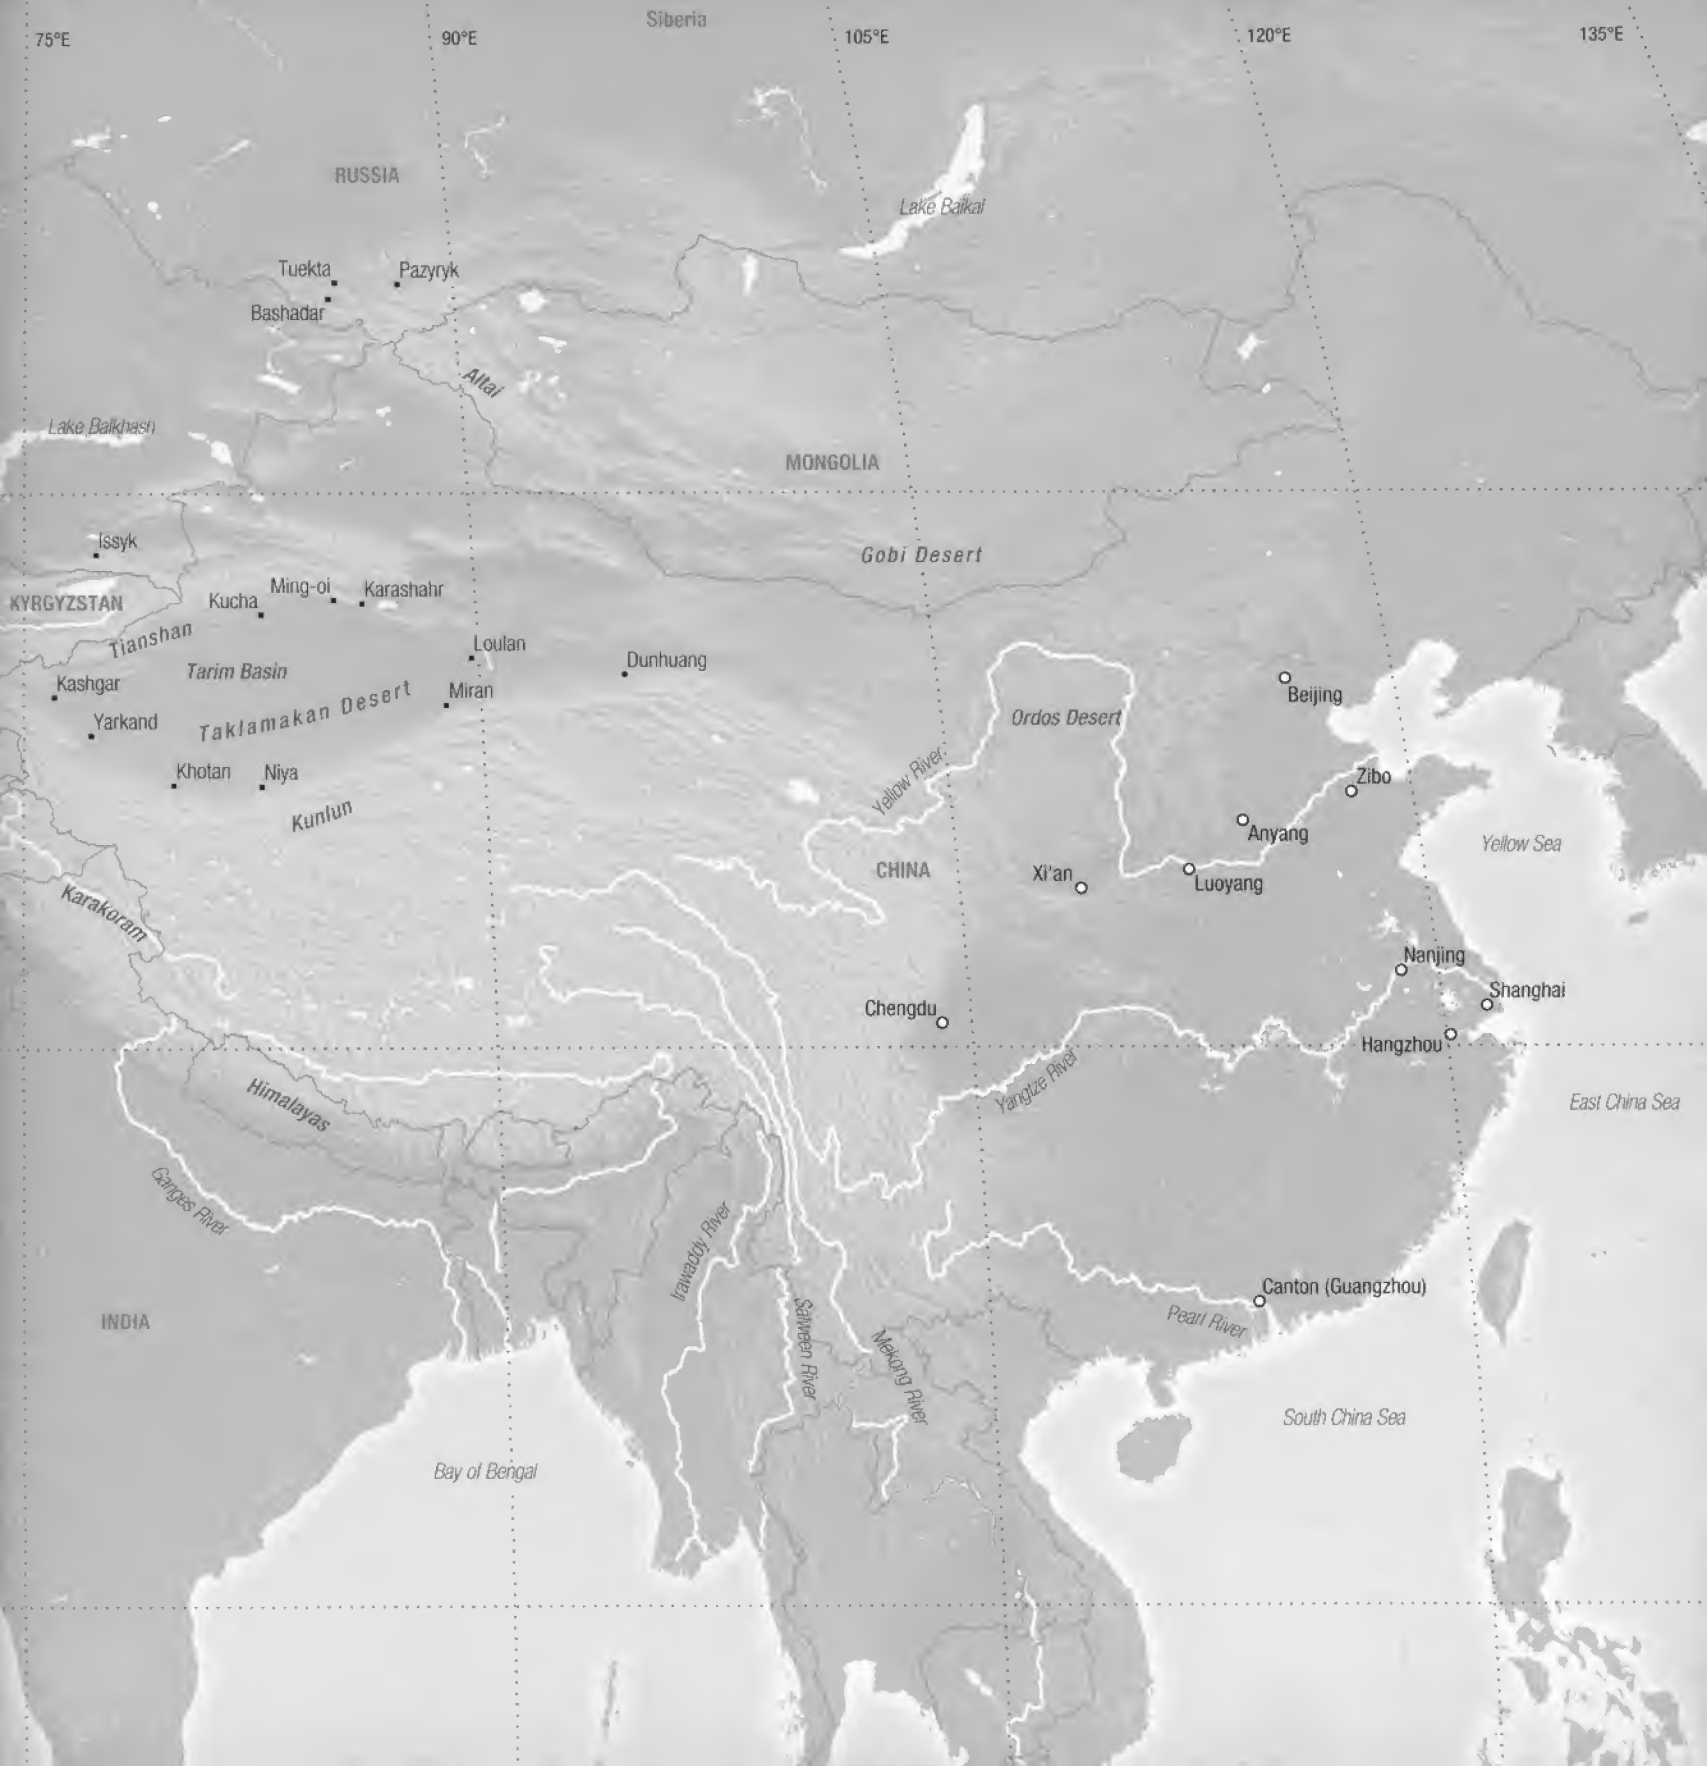 Siberia
75°E
90°E
105°E
120°E
135°E
RUSSIA
Lake Baikal
Tuekta
Pazyryk
Bashadar
Altai
Lake Balkhash
MONGOLIA
Issyk
Gobi Desert
Ming-oi
Karashahr
KYRGYZSTAN
Kucha
Tianshan
Loulan
Tarim Basin
Dunhuang
Kashgar
Miran
Beijing
Taklamakan Desert
Yarkand
Ordos Desert
Khotan
Niya
Yellow River
Zibo
Kunlun
Anyang
Yellow Sea
CHINA
Xi'an
Luoyang
Karakoram
Nanjing
Shanghai
Chengdu
Hangzhou
Yangtze River
Himalayas
East China Sea
Ganges River
Irawaddy River
Canton (Guangzhou)
INDIA
Pearl River
Salween River
Mekong River
South China Sea
Bay of Bengal